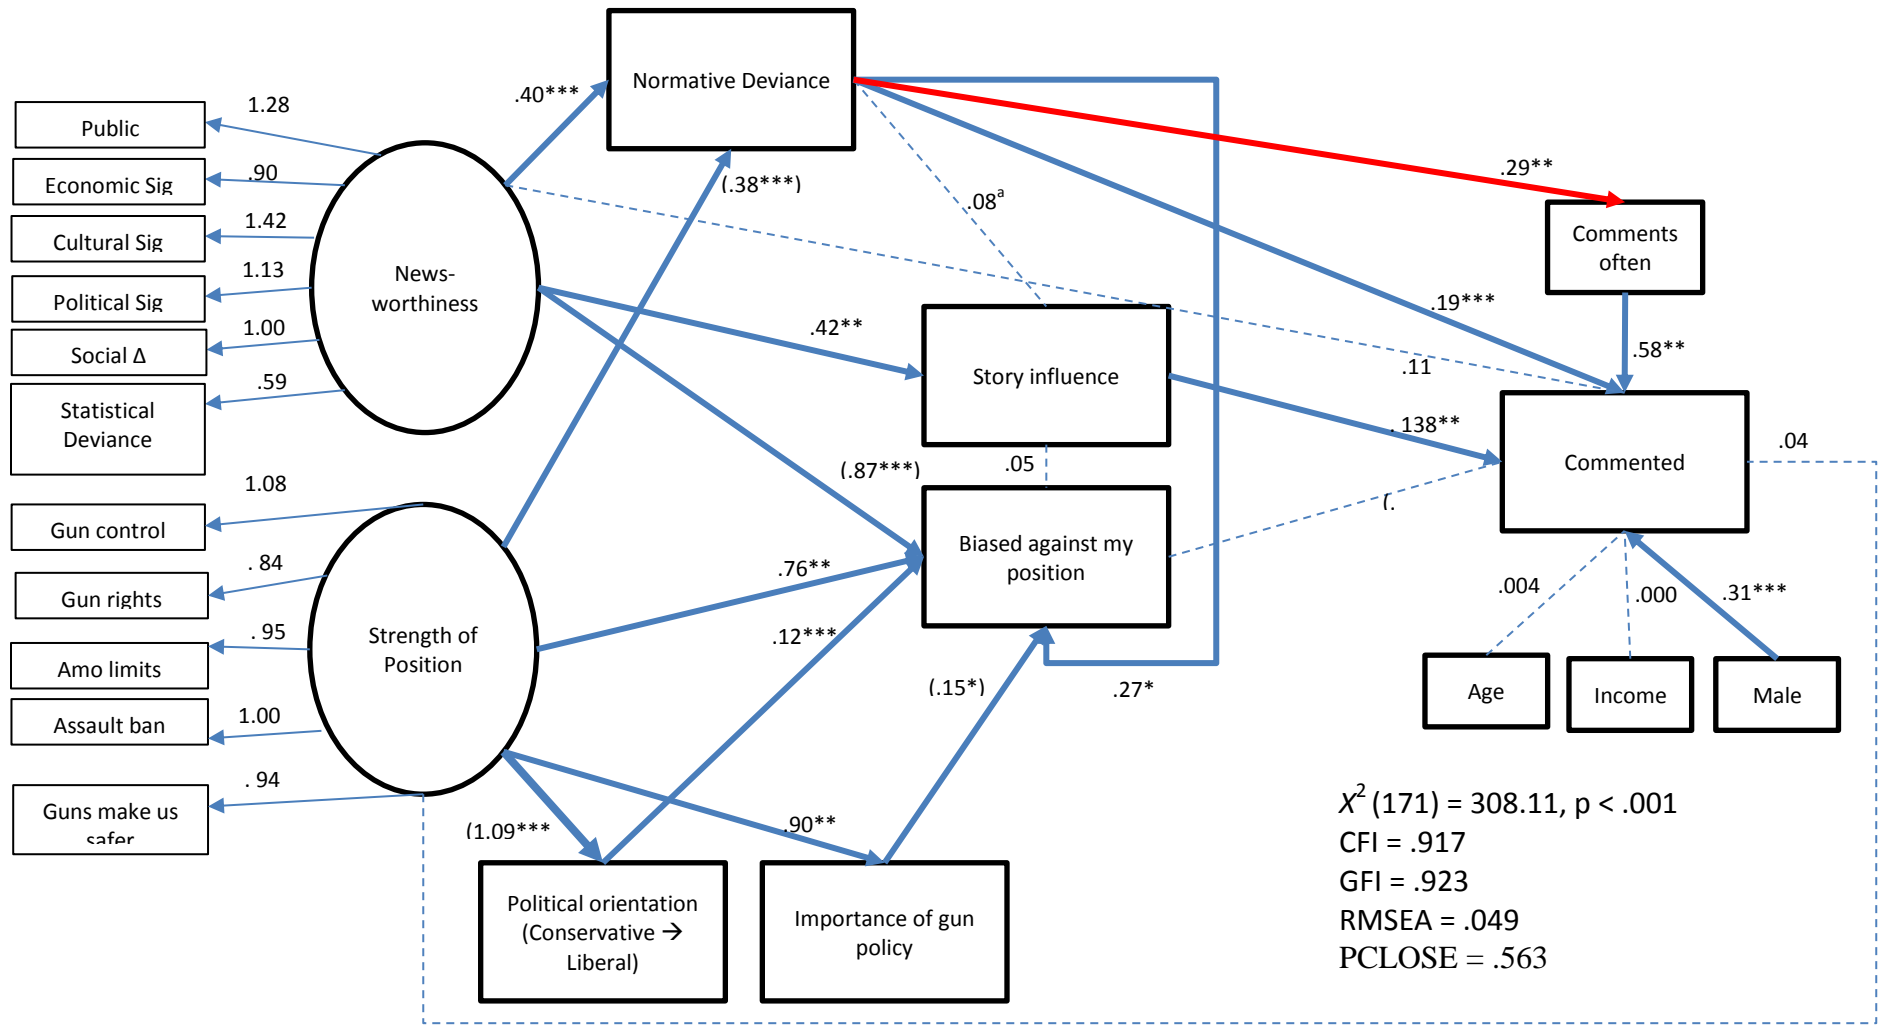 Normative Deviance
.40***
1.28
Public
.90
Economic Sig
(.38***)
.29**
1.42
Cultural Sig
.08ª
Comments
often
1.13
Political Sig
News-
worthiness
.19***
1.00
Social Δ
.42**
.58**
.59
Statistical
Deviance
Story influence
.11
. 138**
.04
Commented
1.08
Gun control
(.87***)
.05
(.
Biased against my
position
. 84
Gun rights
.76**
.004
.000
.31***
. 95
Amo limits
Strength of
Position
.12***
(.15*)
.27*
Age
Income
Male
1.00
Assault ban
. 94
Guns make us
safer
(1.09***
.90**
Political orientation
(Conservative →
Liberal)
Importance of gun
policy
X² (171) = 308.11, p < .001
CFI = .917
GFI = .923
RMSEA = .049
PCLOSE = .563